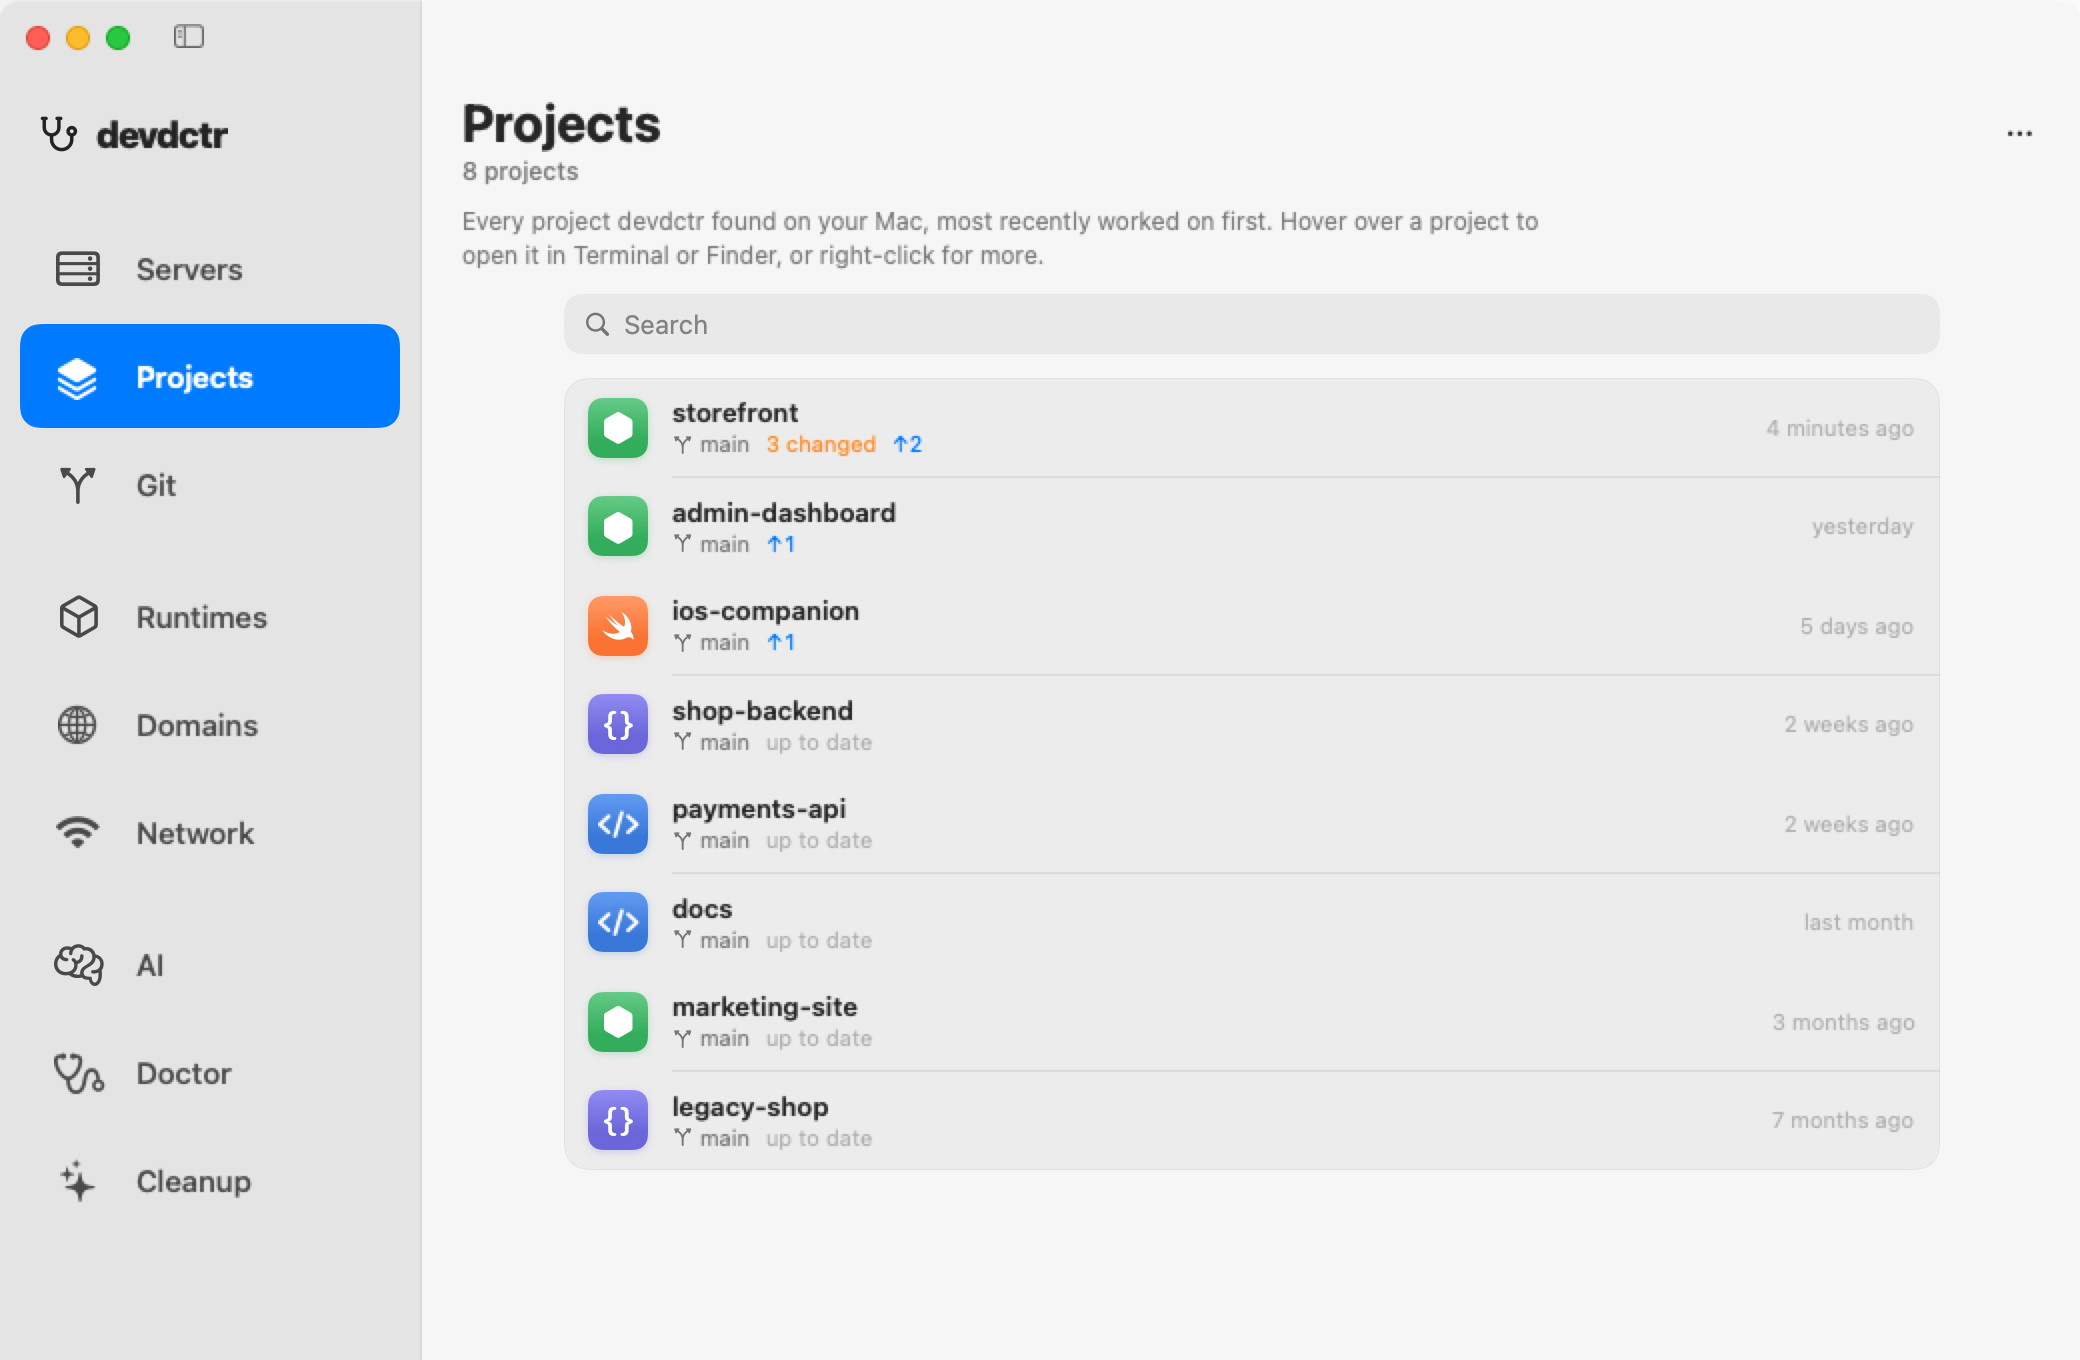 devdctr
Servers
Projects
Git
Runtimes
Domains
Network
AI
Doctor
Cleanup
Projects
...
8 projects
Every project devdctr found on your Mac, most recently worked on first. Hover over a project to
open it in Terminal or Finder, or right-click for more.
Search
storefront
main 3 changed ↑2
4 minutes ago
admin-dashboard
main ↑1
yesterday
ios-companion
main ↑1
5 days ago
shop-backend
main up to date
2 weeks ago
payments-api
main up to date
2 weeks ago
docs
main up to date
last month
marketing-site
main up to date
3 months ago
legacy-shop
main up to date
7 months ago